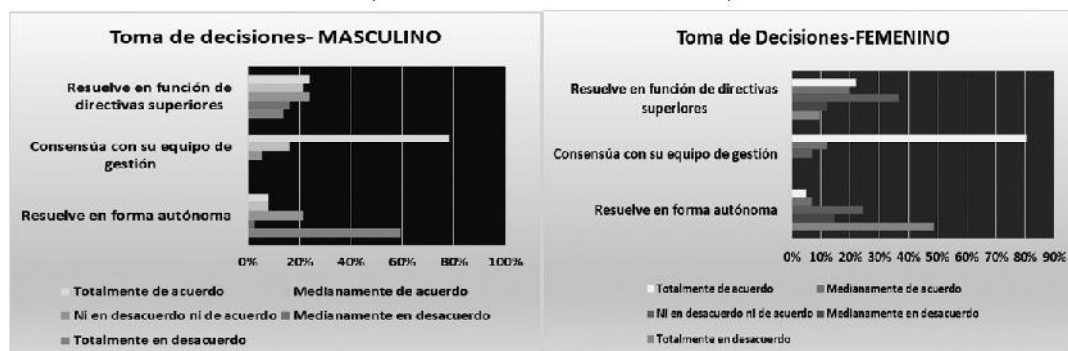 Toma de decisiones- MASCULINO
Resuelve en función de
directivas superiores
Consensúa con su equipo de
gestión
Resuelve en forma autónoma
0% 20% 40% 60% 80% 100%
Totalmente de acuerdo Medianamente de acuerdo
Ni en desacuerdo ni de acuerdo Medianamente en desacuerdo
Totalmente en desacuerdo
Toma de Decisiones-FEMENINO
Resuelve en función de directivas
superiores
Consensúa con su equipo de gestión
Resuelve en forma autónoma
0% 10% 20% 30% 40% 50% 60% 70% 80% 90%
Totalmente de acuerdo Medianamente de acuerdo
Ni en desacuerdo ni de acuerdo Medianamente en desacuerdo
Totalmente en desacuerdo